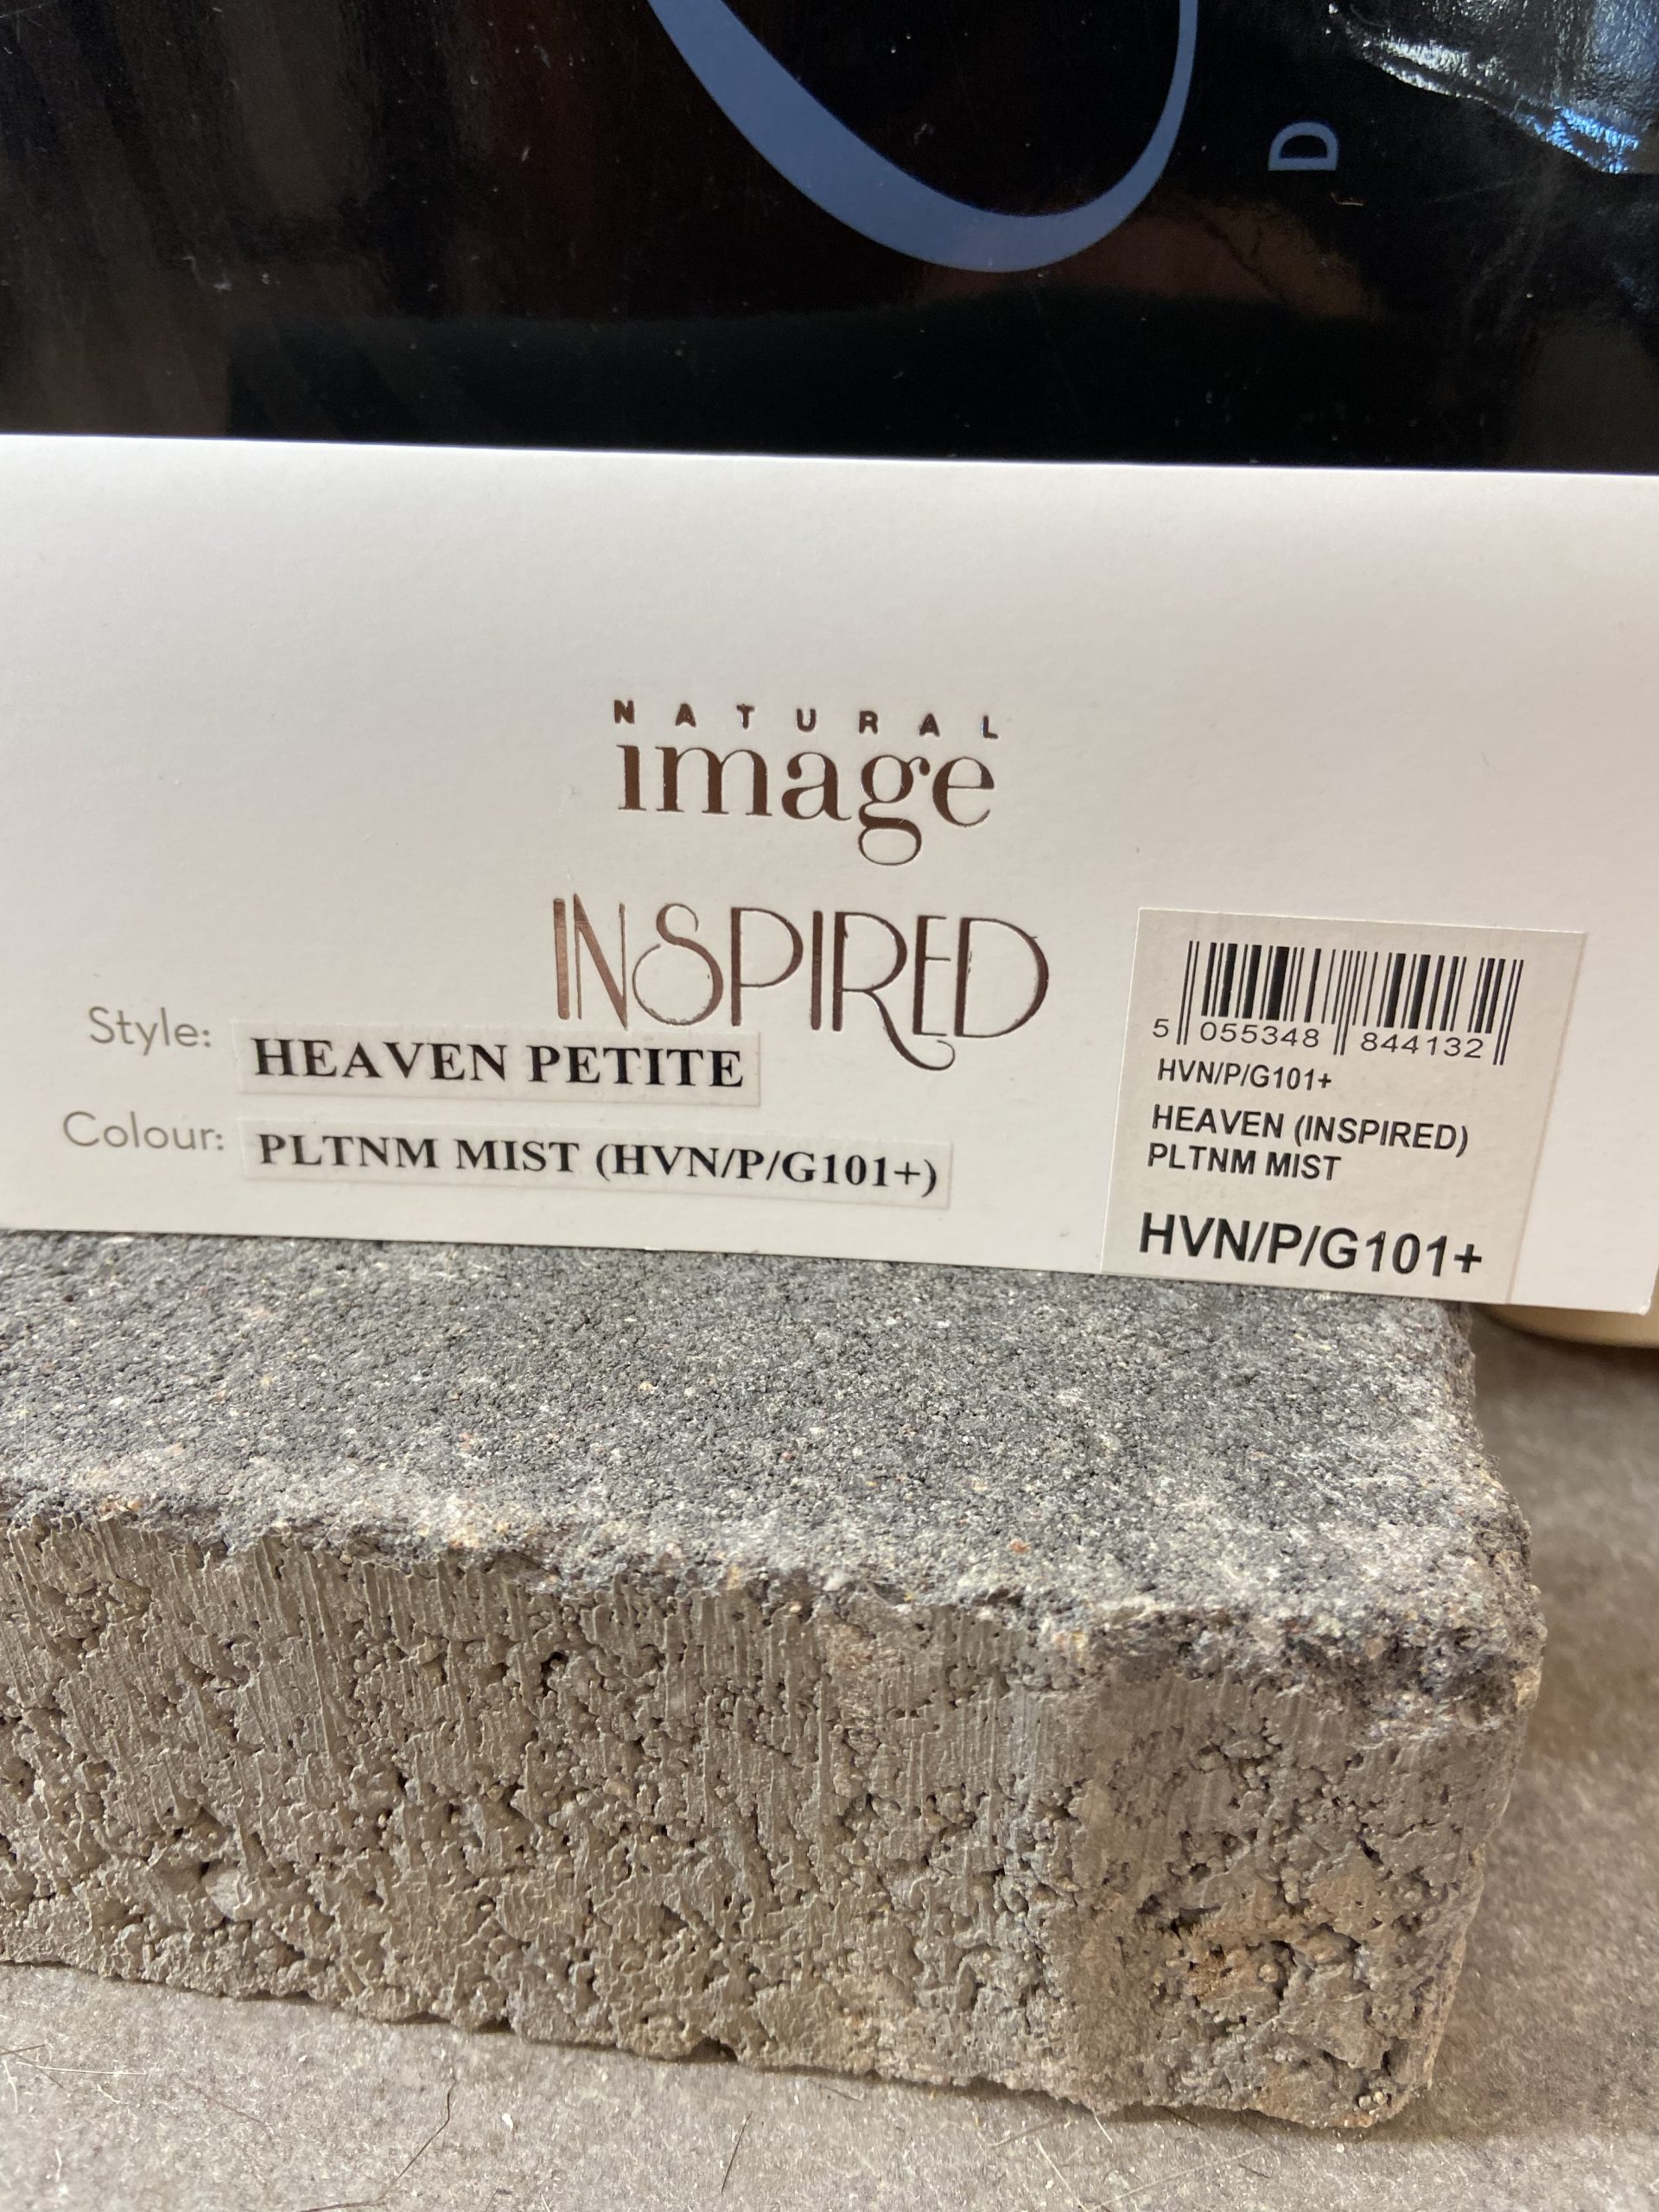 D
NATURAL
image
INSPIRED
Style: HEAVEN PETITE
Colour: PLTNM MIST (HVN/P/G101+)
5 055348 844132
HVN/P/G101+
HEAVEN (INSPIRED)
PLTNM MIST
HVN/P/G101+